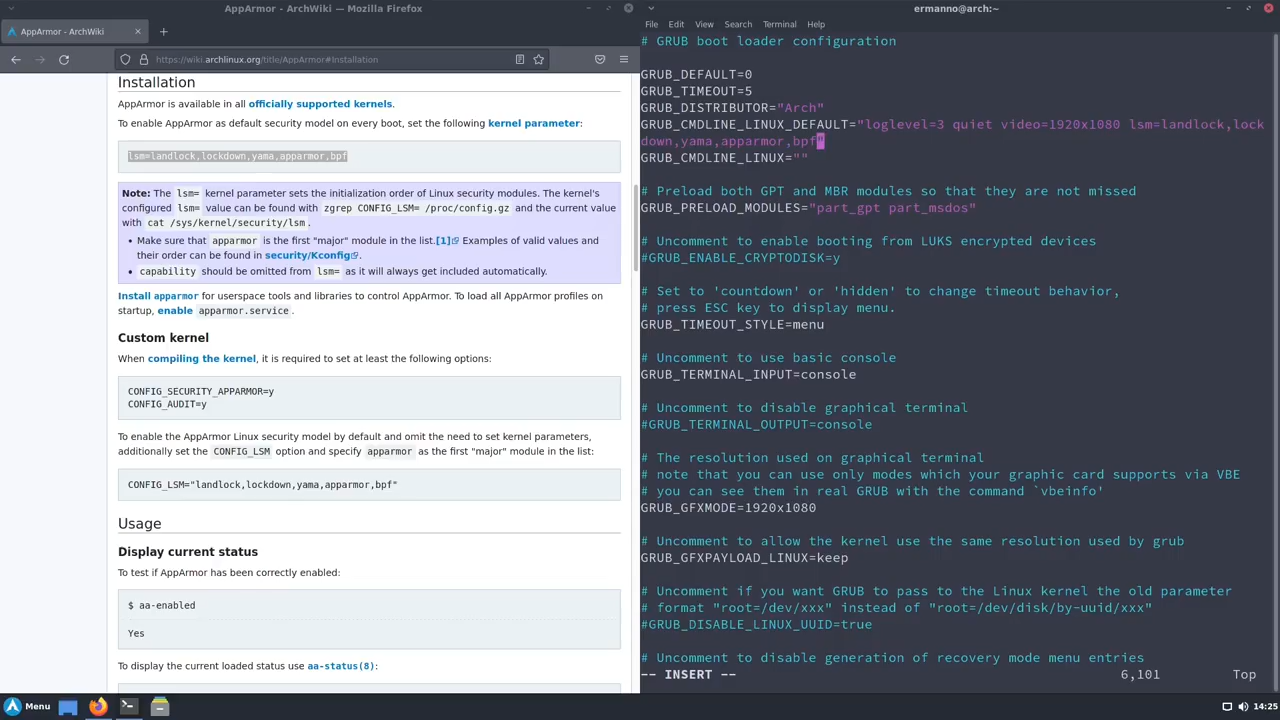 AppArmor - ArchWiki — Mozilla Firefox
AppArmor - ArchWiki
https://wiki.archlinux.org/title/AppArmor#Installation
Installation
AppArmor is available in all officially supported kernels.
To enable AppArmor as default security model on every boot, set the following kernel parameter:
lsm=landlock,lockdown,yama,apparmor,bpf
Note: The lsm= kernel parameter sets the initialization order of Linux security modules. The kernel's
configured lsm= value can be found with zgrep CONFIG_LSM= /proc/config.gz and the current value
with cat /sys/kernel/security/lsm.
• Make sure that apparmor is the first "major" module in the list.[1] Examples of valid values and
their order can be found in security/Kconfig.
• capability should be omitted from lsm= as it will always get included automatically.
Install apparmor for userspace tools and libraries to control AppArmor. To load all AppArmor profiles on
startup, enable apparmor.service.
Custom kernel
When compiling the kernel, it is required to set at least the following options:
CONFIG_SECURITY_APPARMOR=y
CONFIG_AUDIT=y
To enable the AppArmor Linux security model by default and omit the need to set kernel parameters,
additionally set the CONFIG_LSM option and specify apparmor as the first "major" module in the list:
CONFIG_LSM="landlock,lockdown,yama,apparmor,bpf"
Usage
Display current status
To test if AppArmor has been correctly enabled:
$ aa-enabled
Yes
To display the current loaded status use aa-status(8):
ermanno@arch:~
File Edit View Search Terminal Help
# GRUB boot loader configuration
GRUB_DEFAULT=0
GRUB_TIMEOUT=5
GRUB_DISTRIBUTOR="Arch"
GRUB_CMDLINE_LINUX_DEFAULT="loglevel=3 quiet video=1920x1080 lsm=landlock,lock
down,yama,apparmor,bpf"
GRUB_CMDLINE_LINUX=""
# Preload both GPT and MBR modules so that they are not missed
GRUB_PRELOAD_MODULES="part_gpt part_msdos"
# Uncomment to enable booting from LUKS encrypted devices
#GRUB_ENABLE_CRYPTODISK=y
# Set to 'countdown' or 'hidden' to change timeout behavior,
# press ESC key to display menu.
GRUB_TIMEOUT_STYLE=menu
# Uncomment to use basic console
GRUB_TERMINAL_INPUT=console
# Uncomment to disable graphical terminal
#GRUB_TERMINAL_OUTPUT=console
# The resolution used on graphical terminal
# note that you can use only modes which your graphic card supports via VBE
# you can see them in real GRUB with the command `vbeinfo'
GRUB_GFXMODE=1920x1080
# Uncomment to allow the kernel use the same resolution used by grub
GRUB_GFXPAYLOAD_LINUX=keep
# Uncomment if you want GRUB to pass to the Linux kernel the old parameter
# format "root=/dev/xxx" instead of "root=/dev/disk/by-uuid/xxx"
#GRUB_DISABLE_LINUX_UUID=true
# Uncomment to disable generation of recovery mode menu entries
-- INSERT -- 6,101 Top
Menu 14:25